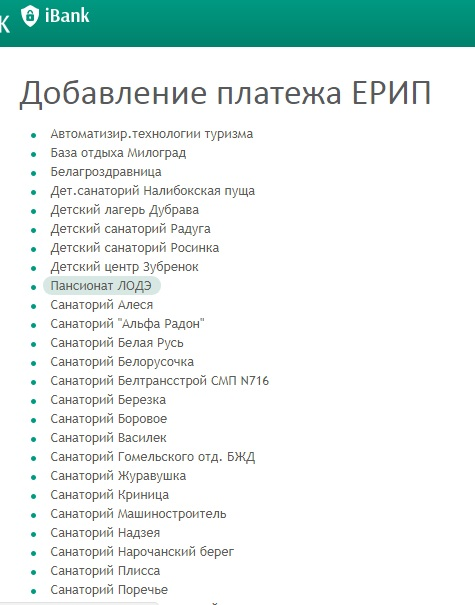 К iBank
Добавление платежа ЕРИП
Автоматизир.технологии туризма
База отдыха Милоград
Белагроздравница
Дет.санаторий Налибокская пуща
Детский лагерь Дубрава
Детский санаторий Радуга
Детский санаторий Росинка
Детский центр Зубренок
Пансионат ЛОДЭ
Санаторий Алеся
Санаторий "Альфа Радон"
Санаторий Белая Русь
Санаторий Белорусочка
Санаторий Белтрансстрой СМП N716
Санаторий Березка
Санаторий Боровое
Санаторий Василек
Санаторий Гомельского отд. БЖД
Санаторий Журавушка
Санаторий Криница
Санаторий Машиностроитель
Санаторий Надзея
Санаторий Нарочанский берег
Санаторий Плисса
Санаторий Поречье